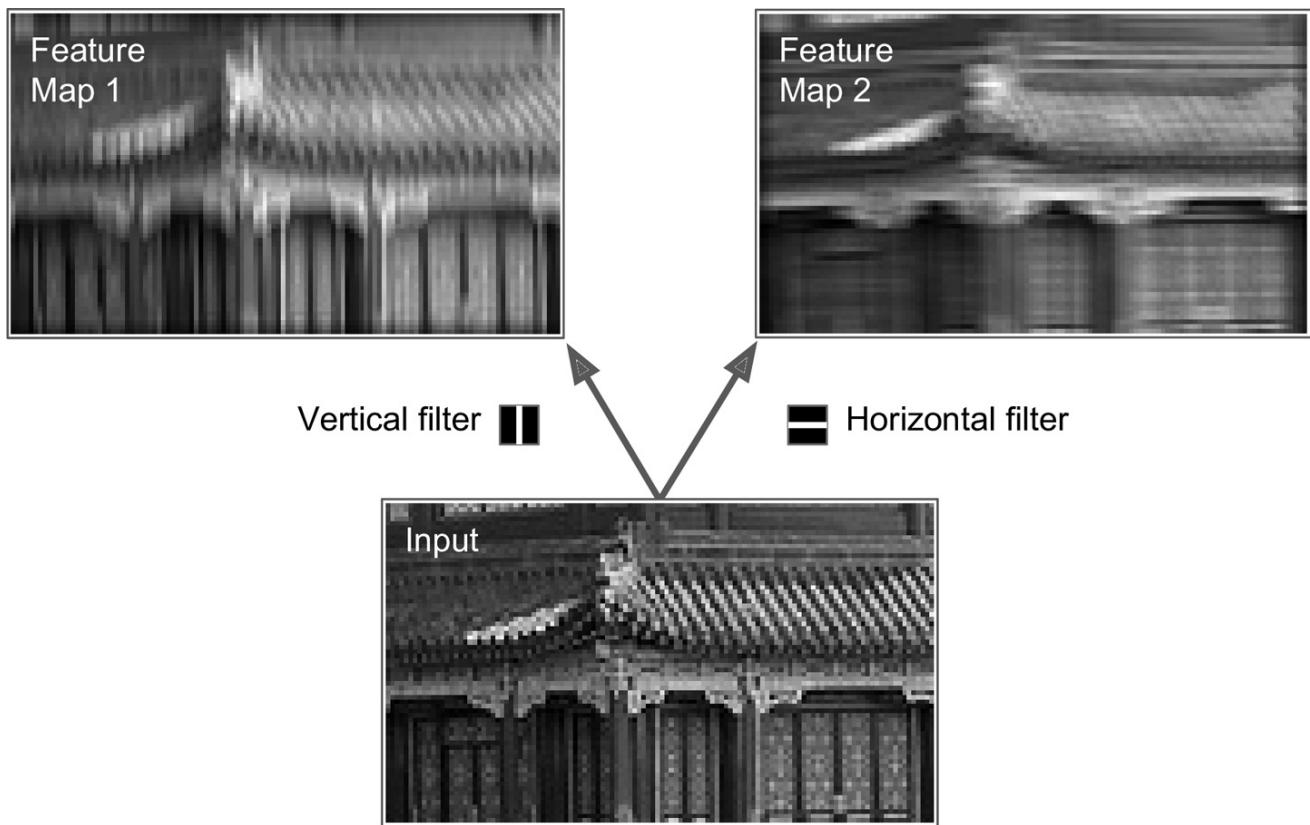 Feature
Map 1
Feature
Map 2
Vertical filter
Horizontal filter
Input